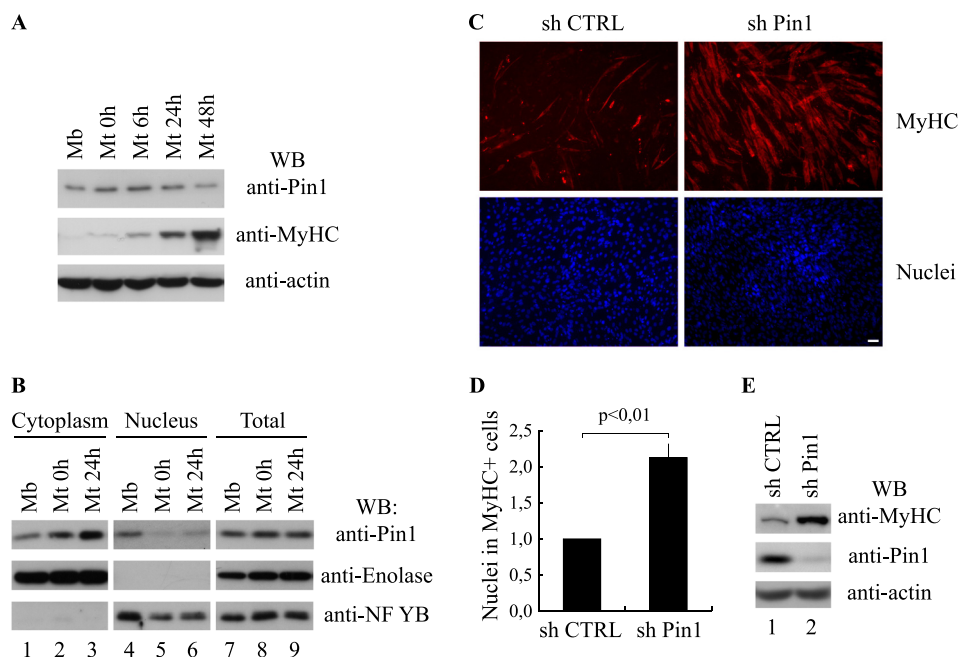 A
Mb
Mt 0h
Mt 6h
Mt 24h
Mt 48h
WB
anti-Pin1
anti-MyHC
anti-actin
B
Cytoplasm
Nucleus
Total
Mb
Mt 0h
Mt 24h
Mb
Mt 0h
Mt 24h
Mb
Mt 0h
Mt 24h
WB:
anti-Pin1
anti-Enolase
anti-NF YB
1 2 3 4 5 6 7 8 9
C
sh CTRL
sh Pin1
MyHC
Nuclei
D
p<0,01
Nuclei in MyHC+ cells
2,5
2,0
1,5
1,0
0,5
0,0
sh CTRL
sh Pin1
E
sh CTRL
sh Pin1
WB
anti-MyHC
anti-Pin1
anti-actin
1 2